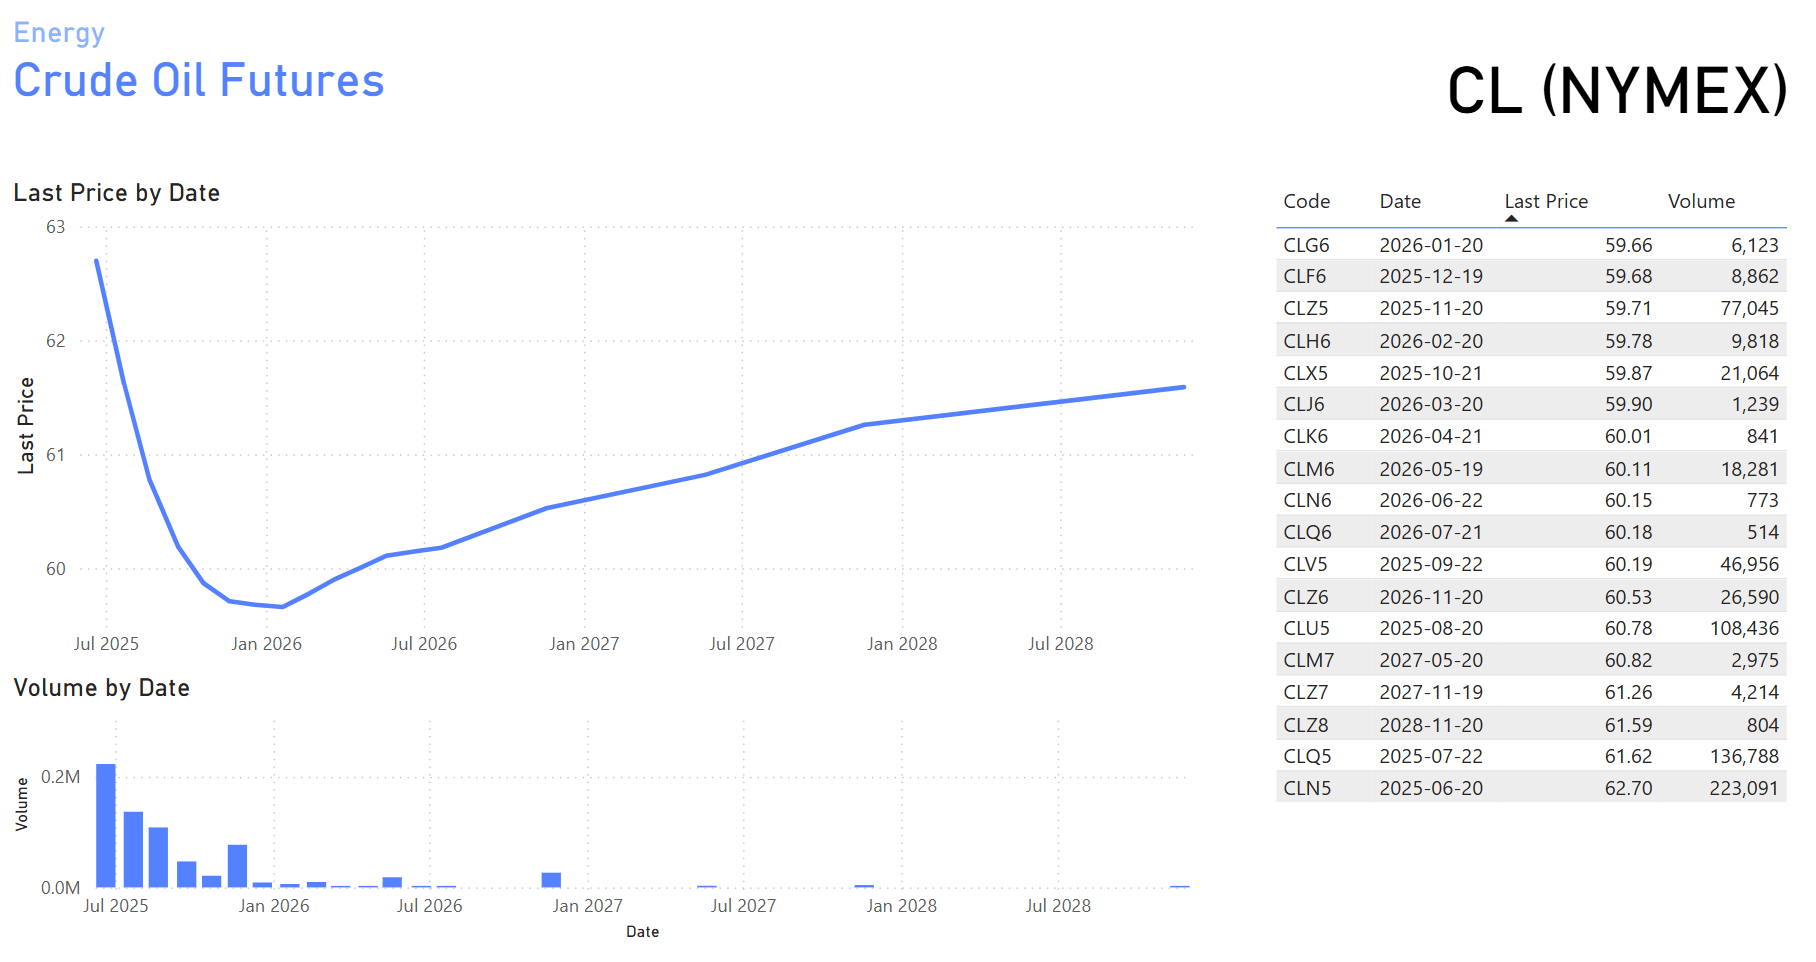 Energy
Crude Oil Futures
CL (NYMEX)
Last Price by Date
Last Price
63
62
61
60
Jul 2025 Jan 2026 Jul 2026 Jan 2027 Jul 2027 Jan 2028 Jul 2028
Volume by Date
Volume
0.2M
0.0M
Jul 2025 Jan 2026 Jul 2026 Jan 2027 Jul 2027 Jan 2028 Jul 2028
Date
Code Date Last Price Volume
CLG6 2026-01-20 59.66 6,123
CLF6 2025-12-19 59.68 8,862
CLZ5 2025-11-20 59.71 77,045
CLH6 2026-02-20 59.78 9,818
CLX5 2025-10-21 59.87 21,064
CLJ6 2026-03-20 59.90 1,239
CLK6 2026-04-21 60.01 841
CLM6 2026-05-19 60.11 18,281
CLN6 2026-06-22 60.15 773
CLQ6 2026-07-21 60.18 514
CLV5 2025-09-22 60.19 46,956
CLZ6 2026-11-20 60.53 26,590
CLU5 2025-08-20 60.78 108,436
CLM7 2027-05-20 60.82 2,975
CLZ7 2027-11-19 61.26 4,214
CLZ8 2028-11-20 61.59 804
CLQ5 2025-07-22 61.62 136,788
CLN5 2025-06-20 62.70 223,091